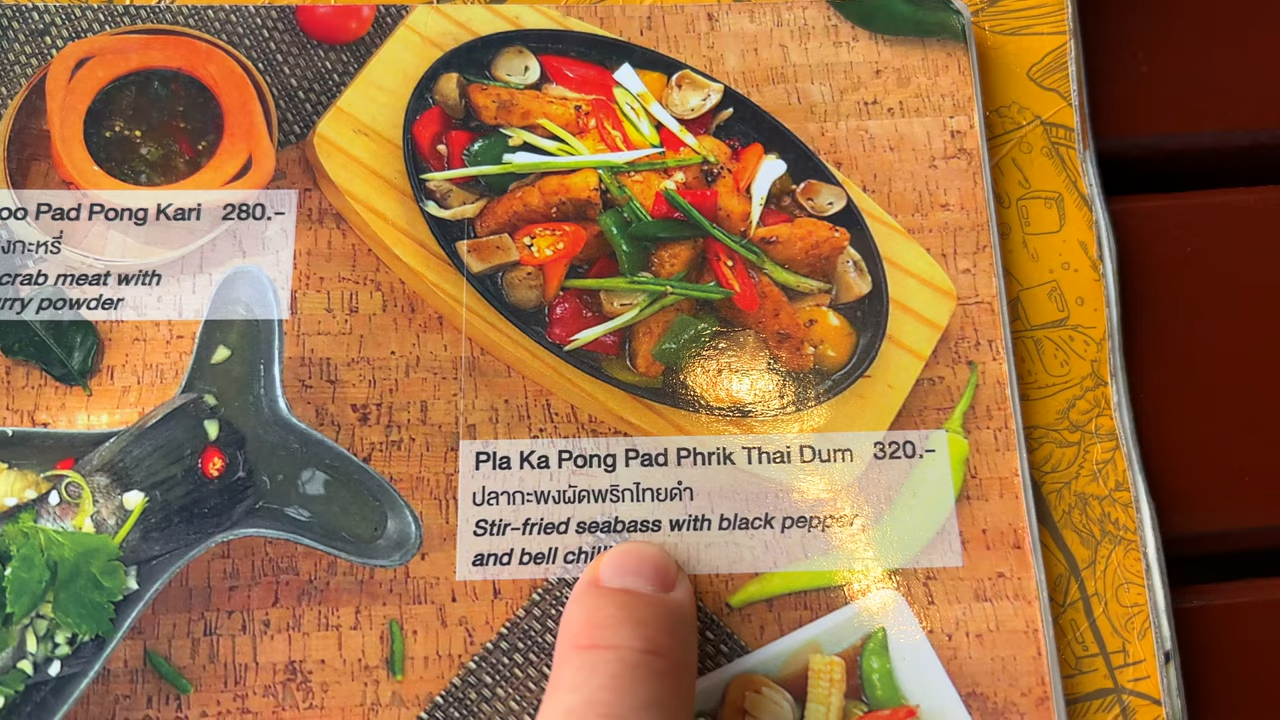 oo Pad Pong Kari 280.-
งกะหรี่
crab meat with
rry powder
Pla Ka Pong Pad Phrik Thai Dum 320.-
ปลากะพงผัดพริกไทยดำ
Stir-fried seabass with black pepper
and bell